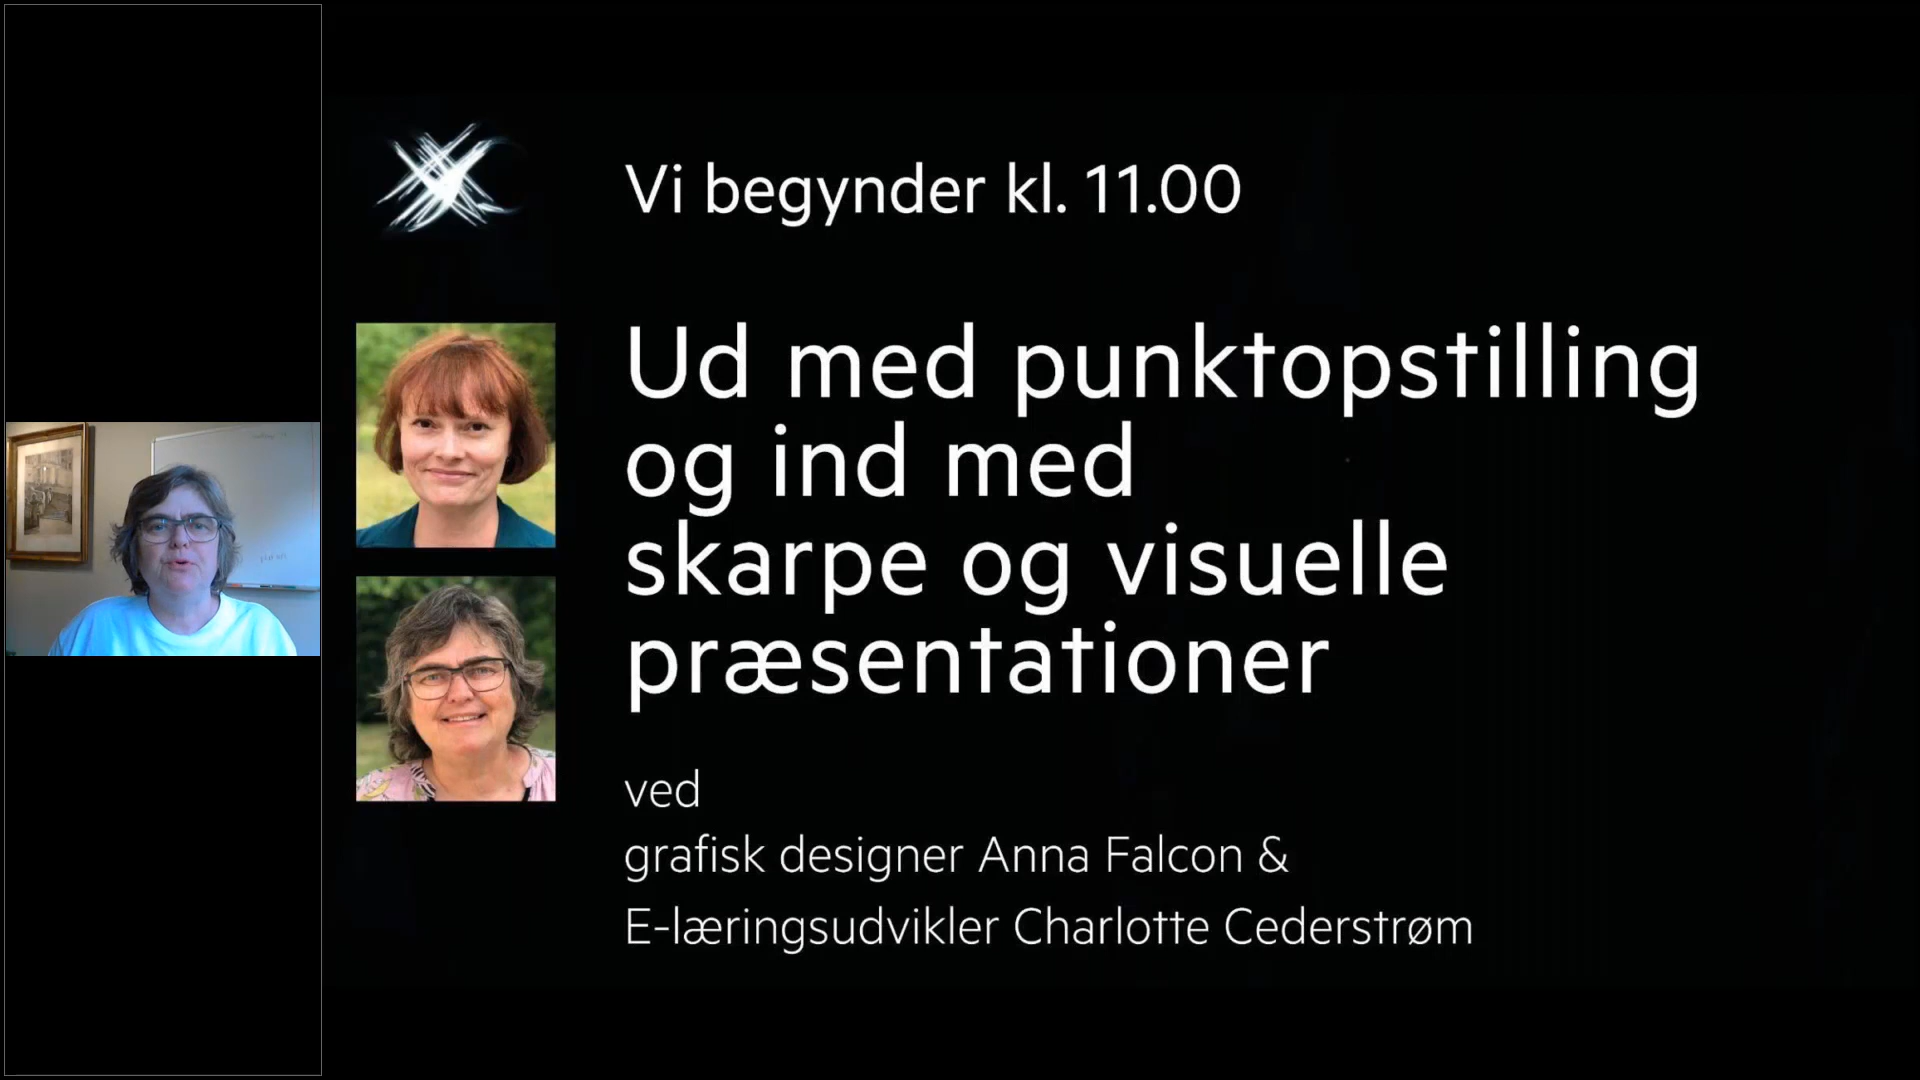 Vi begynder kl. 11.00
Ud med punktopstilling
og ind med
skarpe og visuelle
præsentationer
ved
grafisk designer Anna Falcon &
E-læringsudvikler Charlotte Cederstrøm